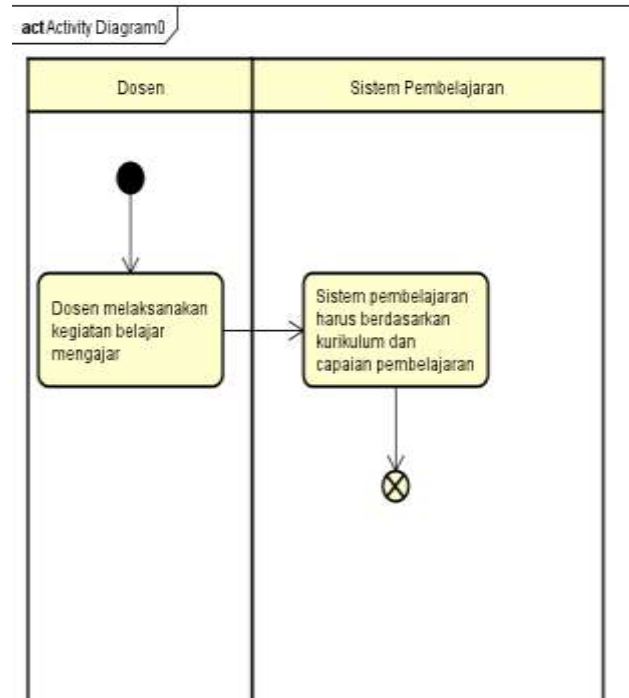 act Activity Diagram0
Dosen
Sistem Pembelajaran
Dosen melaksanakan
kegiatan belajar
mengajar
Sistem pembelajaran
harus berdasarkan
kurikulum dan
capaian pembelajaran